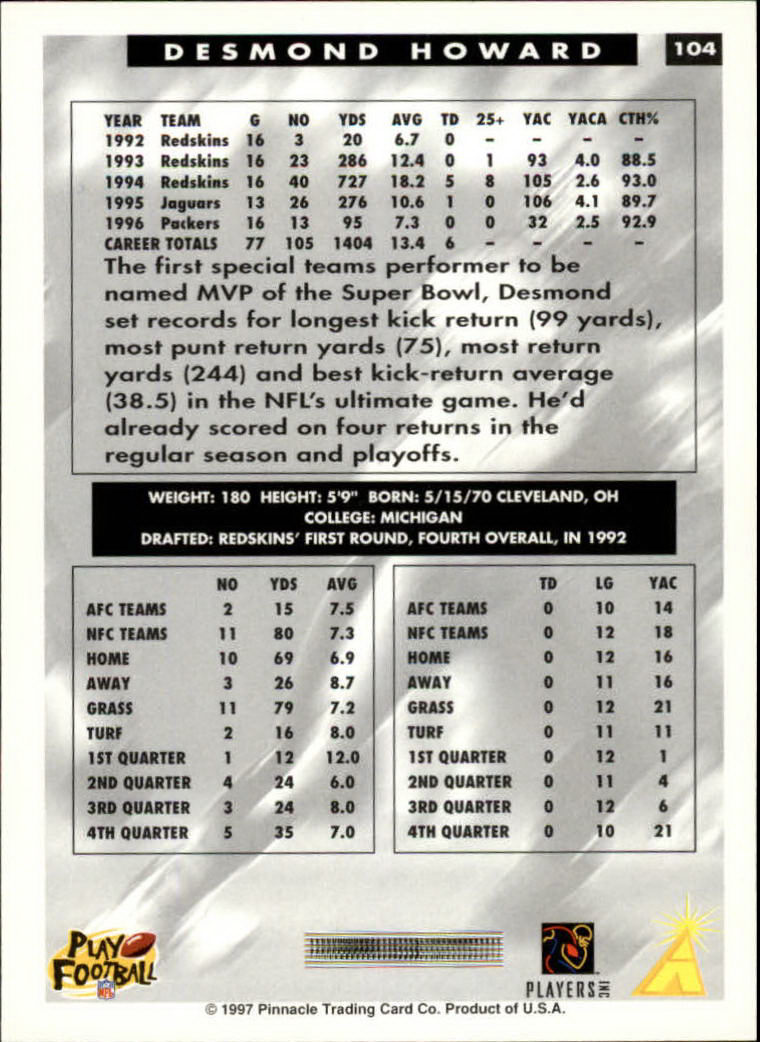 DESMOND HOWARD 104
YEAR TEAM G NO YDS AVG TD 25+ YAC YACA CTH%
1992 Redskins 16 3 20 6.7 0 - - - -
1993 Redskins 16 23 286 12.4 0 1 93 4.0 88.5
1994 Redskins 16 40 727 18.2 5 8 105 2.6 93.0
1995 Jaguars 13 26 276 10.6 1 0 106 4.1 89.7
1996 Packers 16 13 95 7.3 0 0 32 2.5 92.9
CAREER TOTALS 77 105 1404 13.4 6 - - - -
The first special teams performer to be
named MVP of the Super Bowl, Desmond
set records for longest kick return (99 yards),
most punt return yards (75), most return
yards (244) and best kick-return average
(38.5) in the NFL's ultimate game. He'd
already scored on four returns in the
regular season and playoffs.
WEIGHT: 180 HEIGHT: 5'9" BORN: 5/15/70 CLEVELAND, OH
COLLEGE: MICHIGAN
DRAFTED: REDSKINS' FIRST ROUND, FOURTH OVERALL, IN 1992
NO YDS AVG
AFC TEAMS 2 15 7.5
NFC TEAMS 11 80 7.3
HOME 10 69 6.9
AWAY 3 26 8.7
GRASS 11 79 7.2
TURF 2 16 8.0
1ST QUARTER 1 12 12.0
2ND QUARTER 4 24 6.0
3RD QUARTER 3 24 8.0
4TH QUARTER 5 35 7.0
TD LG YAC
AFC TEAMS 0 10 14
NFC TEAMS 0 12 18
HOME 0 12 16
AWAY 0 11 16
GRASS 0 12 21
TURF 0 11 11
1ST QUARTER 0 12 1
2ND QUARTER 0 11 4
3RD QUARTER 0 12 6
4TH QUARTER 0 10 21
PLAY
FOOTBALL
NFL
PLAYERS INC
© 1997 Pinnacle Trading Card Co. Product of U.S.A.